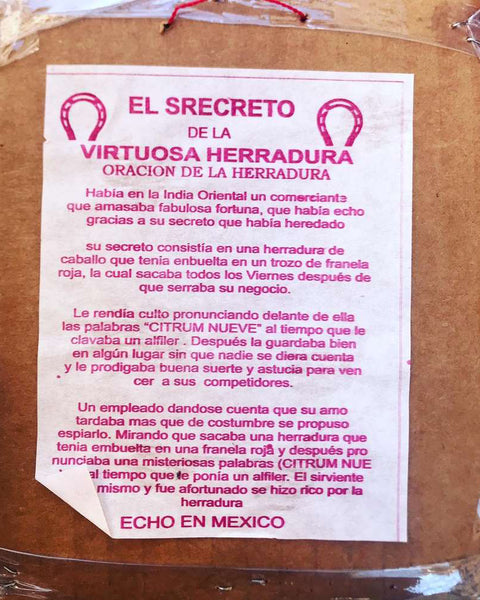 EL SRECRETO
DE LA
VIRTUOSA HERRADURA
ORACION DE LA HERRADURA
Había en la India Oriental un comerciante
que amasaba fabulosa fortuna, que había echo
gracias a su secreto que había heredado
su secreto consistía en una herradura de
caballo que tenia enbuelta en un trozo de franela
roja, la cual sacaba todos los Viernes después de
que serraba su negocio.
Le rendía culto pronunciando delante de ella
las palabras "CITRUM NUEVE" al tiempo que le
clavaba un alfiler . Después la guardaba bien
en algún lugar sin que nadie se diera cuenta
y le prodigaba buena suerte y astucia para ven
cer a sus competidores.
Un empleado dandose cuenta que su amo
tardaba mas que de costumbre se propuso
espiarlo. Mirando que sacaba una herradura que
tenia embuelta en una franela roja y después pro
nunciaba una misteriosas palabras (CITRUM NUE
al tiempo que le ponía un alfiler. El sirviente
mismo y fue afortunado se hizo rico por la
herradura
ECHO EN MEXICO